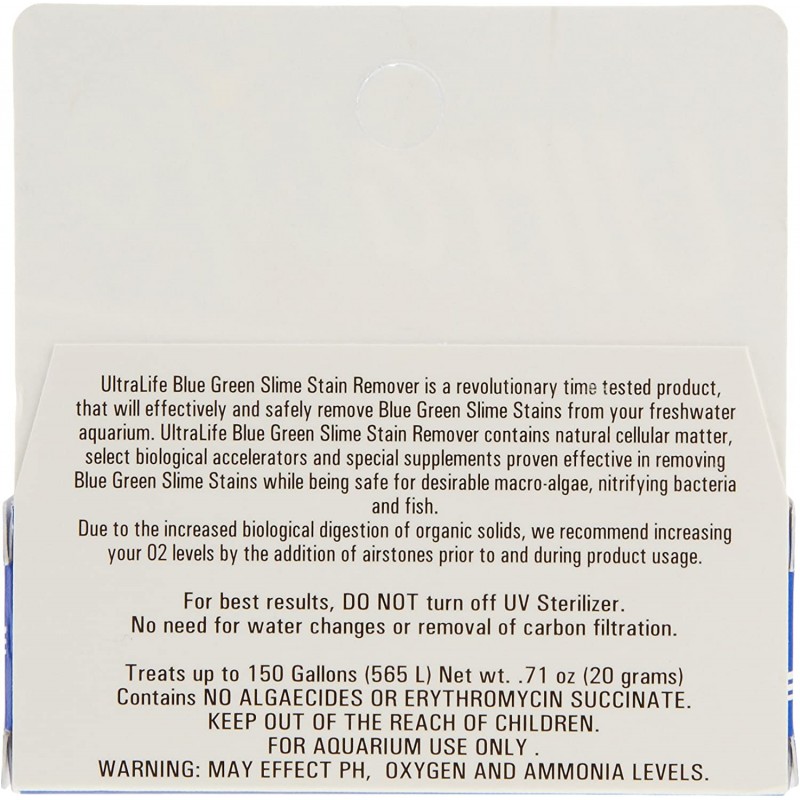 UltraLife Blue Green Slime Stain Remover is a revolutionary time tested product,
that will effectively and safely remove Blue Green Slime Stains from your freshwater
aquarium. UltraLife Blue Green Slime Stain Remover contains natural cellular matter,
select biological accelerators and special supplements proven effective in removing
Blue Green Slime Stains while being safe for desirable macro-algae, nitrifying bacteria
and fish.
Due to the increased biological digestion of organic solids, we recommend increasing
your O2 levels by the addition of airstones prior to and during product usage.
For best results, DO NOT turn off UV Sterilizer.
No need for water changes or removal of carbon filtration.
Treats up to 150 Gallons (565 L) Net wt. .71 oz (20 grams)
Contains NO ALGAECIDES OR ERYTHROMYCIN SUCCINATE.
KEEP OUT OF THE REACH OF CHILDREN.
FOR AQUARIUM USE ONLY .
WARNING: MAY EFFECT PH, OXYGEN AND AMMONIA LEVELS.